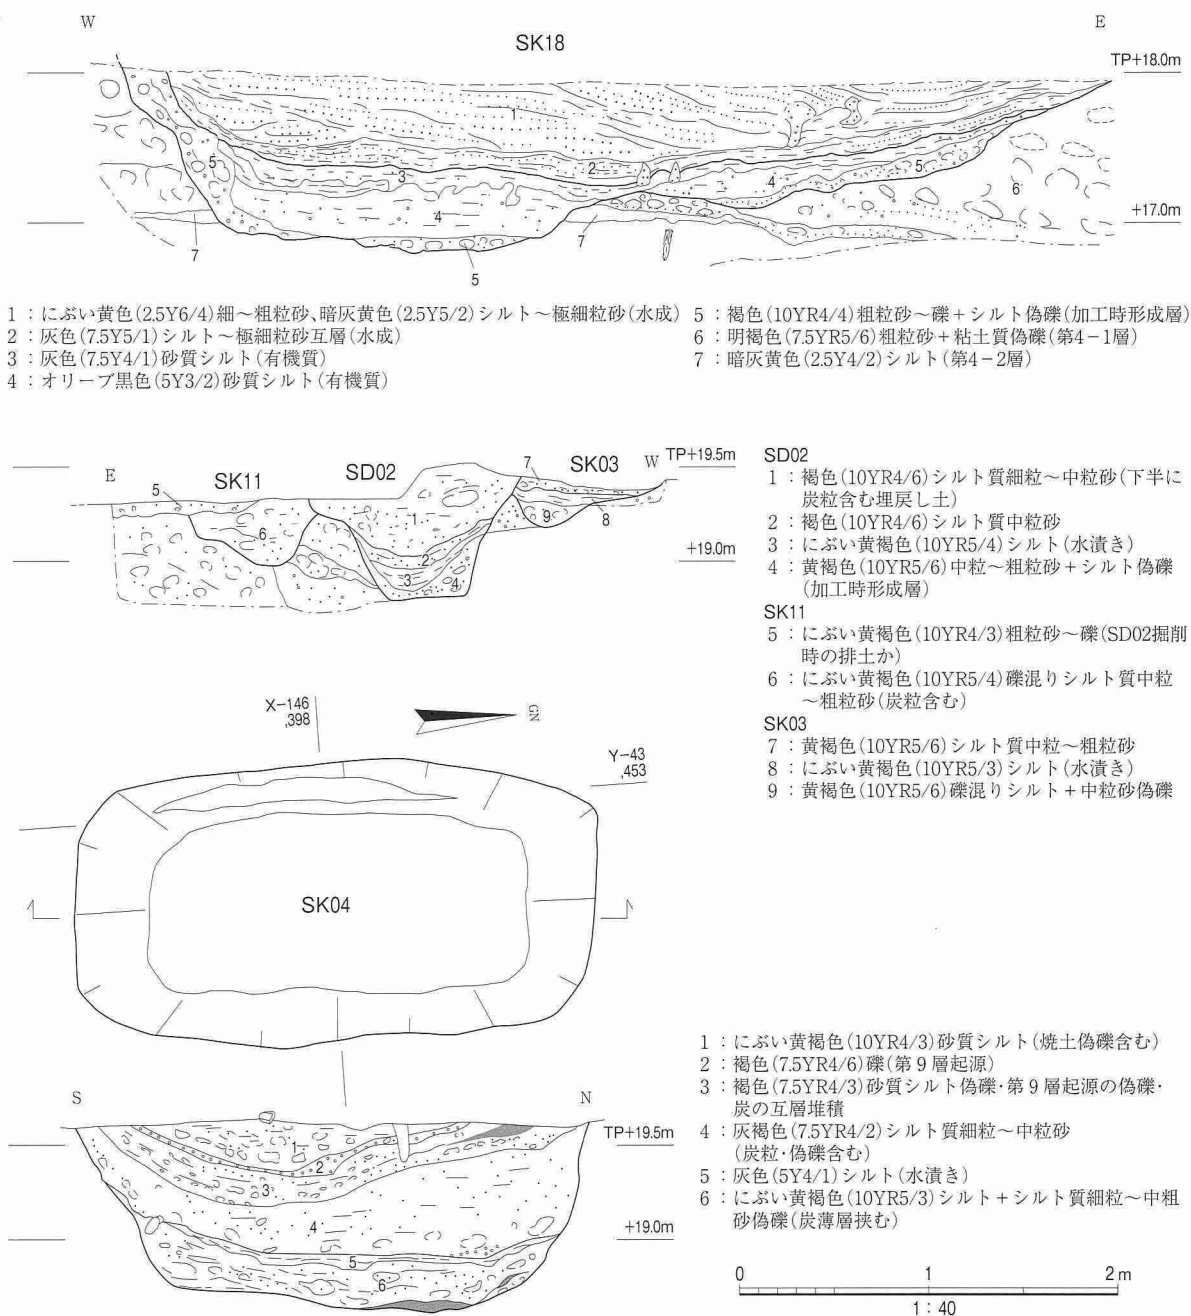 W
E
SK18
TP+18.0m
1
2
3
4
4
5
5
6
+17.0m
7
7
5
1：にぶい黄色(2.5Y6/4)細～粗粒砂、暗灰黄色(2.5Y5/2)シルト～極細粒砂(水成)
2：灰色(7.5Y5/1)シルト～極細粒砂互層(水成)
3：灰色(7.5Y4/1)砂質シルト(有機質)
4：オリーブ黒色(5Y3/2)砂質シルト(有機質)
5：褐色(10YR4/4)粗粒砂～礫＋シルト偽礫(加工時形成層)
6：明褐色(7.5YR5/6)粗粒砂＋粘土質偽礫(第4－1層)
7：暗灰黄色(2.5Y4/2)シルト(第4－2層)
E
SK11
SD02
SK03
W
TP+19.5m
5
6
1
2
3
4
7
8
9
+19.0m
SD02
1：褐色(10YR4/6)シルト質細粒～中粒砂(下半に
炭粒含む埋戻し土)
2：褐色(10YR4/6)シルト質中粒砂
3：にぶい黄褐色(10YR5/4)シルト(水漬き)
4：黄褐色(10YR5/6)中粒～粗粒砂＋シルト偽礫
(加工時形成層)
SK11
5：にぶい黄褐色(10YR4/3)粗粒砂～礫(SD02掘削
時の排土か)
6：にぶい黄褐色(10YR5/4)礫混りシルト質中粒
～粗粒砂(炭粒含む)
SK03
7：黄褐色(10YR5/6)シルト質中粒～粗粒砂
8：にぶい黄褐色(10YR5/3)シルト(水漬き)
9：黄褐色(10YR5/6)礫混りシルト＋中粒砂偽礫
X-146
,398
GN
Y-43
,453
SK04
S
N
TP+19.5m
1
2
3
4
5
6
+19.0m
1：にぶい黄褐色(10YR4/3)砂質シルト(焼土偽礫含む)
2：褐色(7.5YR4/6)礫(第9層起源)
3：褐色(7.5YR4/3)砂質シルト偽礫・第9層起源の偽礫・
炭の互層堆積
4：灰褐色(7.5YR4/2)シルト質細粒～中粒砂
(炭粒・偽礫含む)
5：灰色(5Y4/1)シルト(水漬き)
6：にぶい黄褐色(10YR5/3)シルト＋シルト質細粒～中粗
砂偽礫(炭薄層挟む)
0
1
2m
1：40